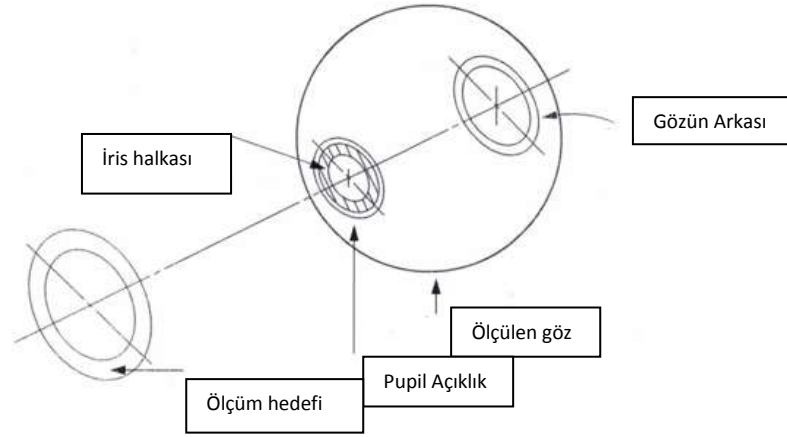 Gözün Arkası
İris halkası
Ölçülen göz
Pupil Açıklık
Ölçüm hedefi